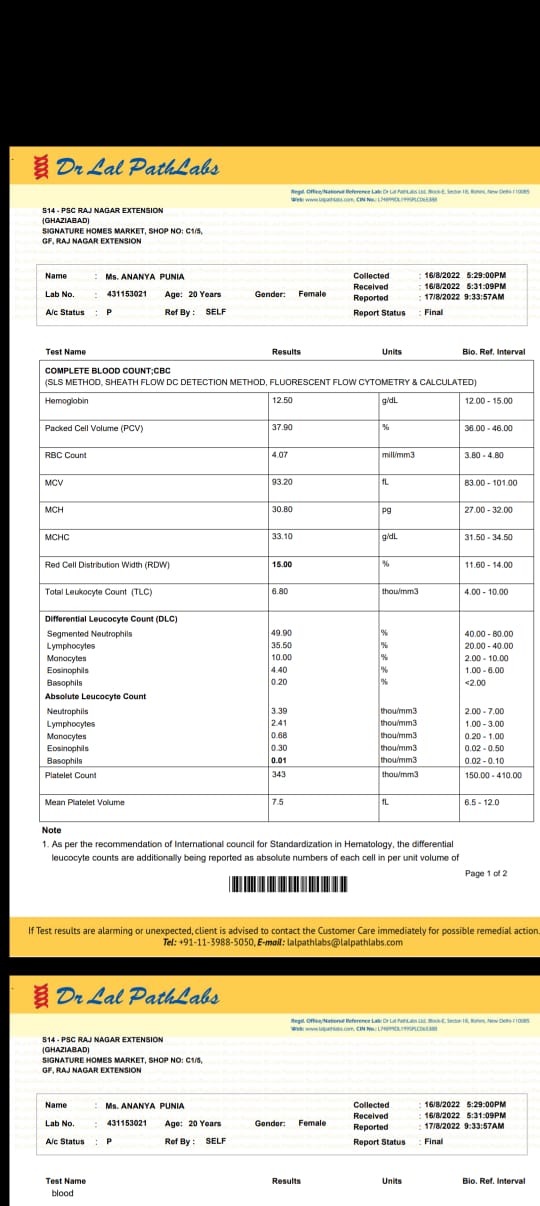 Dr Lal PathLabs
Regd. Office/National Reference Lab: Dr Lal PathLabs Ltd, Block-E, Sector-18, Rohini, New Delhi-110085
Web: www.lalpathlabs.com, CIN No.: L74899DL1995PLC065388
S14 - PSC RAJ NAGAR EXTENSION
(GHAZIABAD)
SIGNATURE HOMES MARKET, SHOP NO: C1/5,
GF, RAJ NAGAR EXTENSION
Name : Ms. ANANYA PUNIA Collected : 16/8/2022 5:29:00PM
Received : 16/8/2022 5:31:09PM
Lab No. : 431153021 Age: 20 Years Gender: Female Reported : 17/8/2022 9:33:57AM
A/c Status : P Ref By : SELF Report Status : Final
Test Name Results Units Bio. Ref. Interval
COMPLETE BLOOD COUNT;CBC
(SLS METHOD, SHEATH FLOW DC DETECTION METHOD, FLUORESCENT FLOW CYTOMETRY & CALCULATED)
Hemoglobin 12.50 g/dL 12.00 - 15.00
Packed Cell Volume (PCV) 37.90 % 36.00 - 46.00
RBC Count 4.07 mill/mm3 3.80 - 4.80
MCV 93.20 fL 83.00 - 101.00
MCH 30.80 pg 27.00 - 32.00
MCHC 33.10 g/dL 31.50 - 34.50
Red Cell Distribution Width (RDW) 15.00 % 11.60 - 14.00
Total Leukocyte Count (TLC) 6.80 thou/mm3 4.00 - 10.00
Differential Leucocyte Count (DLC)
Segmented Neutrophils 49.90 % 40.00 - 80.00
Lymphocytes 35.50 % 20.00 - 40.00
Monocytes 10.00 % 2.00 - 10.00
Eosinophils 4.40 % 1.00 - 6.00
Basophils 0.20 % <2.00
Absolute Leucocyte Count
Neutrophils 3.39 thou/mm3 2.00 - 7.00
Lymphocytes 2.41 thou/mm3 1.00 - 3.00
Monocytes 0.68 thou/mm3 0.20 - 1.00
Eosinophils 0.30 thou/mm3 0.02 - 0.50
Basophils 0.01 thou/mm3 0.02 - 0.10
Platelet Count 343 thou/mm3 150.00 - 410.00
Mean Platelet Volume 7.5 fL 6.5 - 12.0
Note
1. As per the recommendation of International council for Standardization in Hematology, the differential
leucocyte counts are additionally being reported as absolute numbers of each cell in per unit volume of
Page 1 of 2
If Test results are alarming or unexpected, client is advised to contact the Customer Care immediately for possible remedial action.
Tel: +91-11-3988-5050, E-mail: lalpathlabs@lalpathlabs.com
Dr Lal PathLabs
Regd. Office/National Reference Lab: Dr Lal PathLabs Ltd, Block-E, Sector-18, Rohini, New Delhi-110085
Web: www.lalpathlabs.com, CIN No.: L74899DL1995PLC065388
S14 - PSC RAJ NAGAR EXTENSION
(GHAZIABAD)
SIGNATURE HOMES MARKET, SHOP NO: C1/5,
GF, RAJ NAGAR EXTENSION
Name : Ms. ANANYA PUNIA Collected : 16/8/2022 5:29:00PM
Received : 16/8/2022 5:31:09PM
Lab No. : 431153021 Age: 20 Years Gender: Female Reported : 17/8/2022 9:33:57AM
A/c Status : P Ref By : SELF Report Status : Final
Test Name Results Units Bio. Ref. Interval
blood